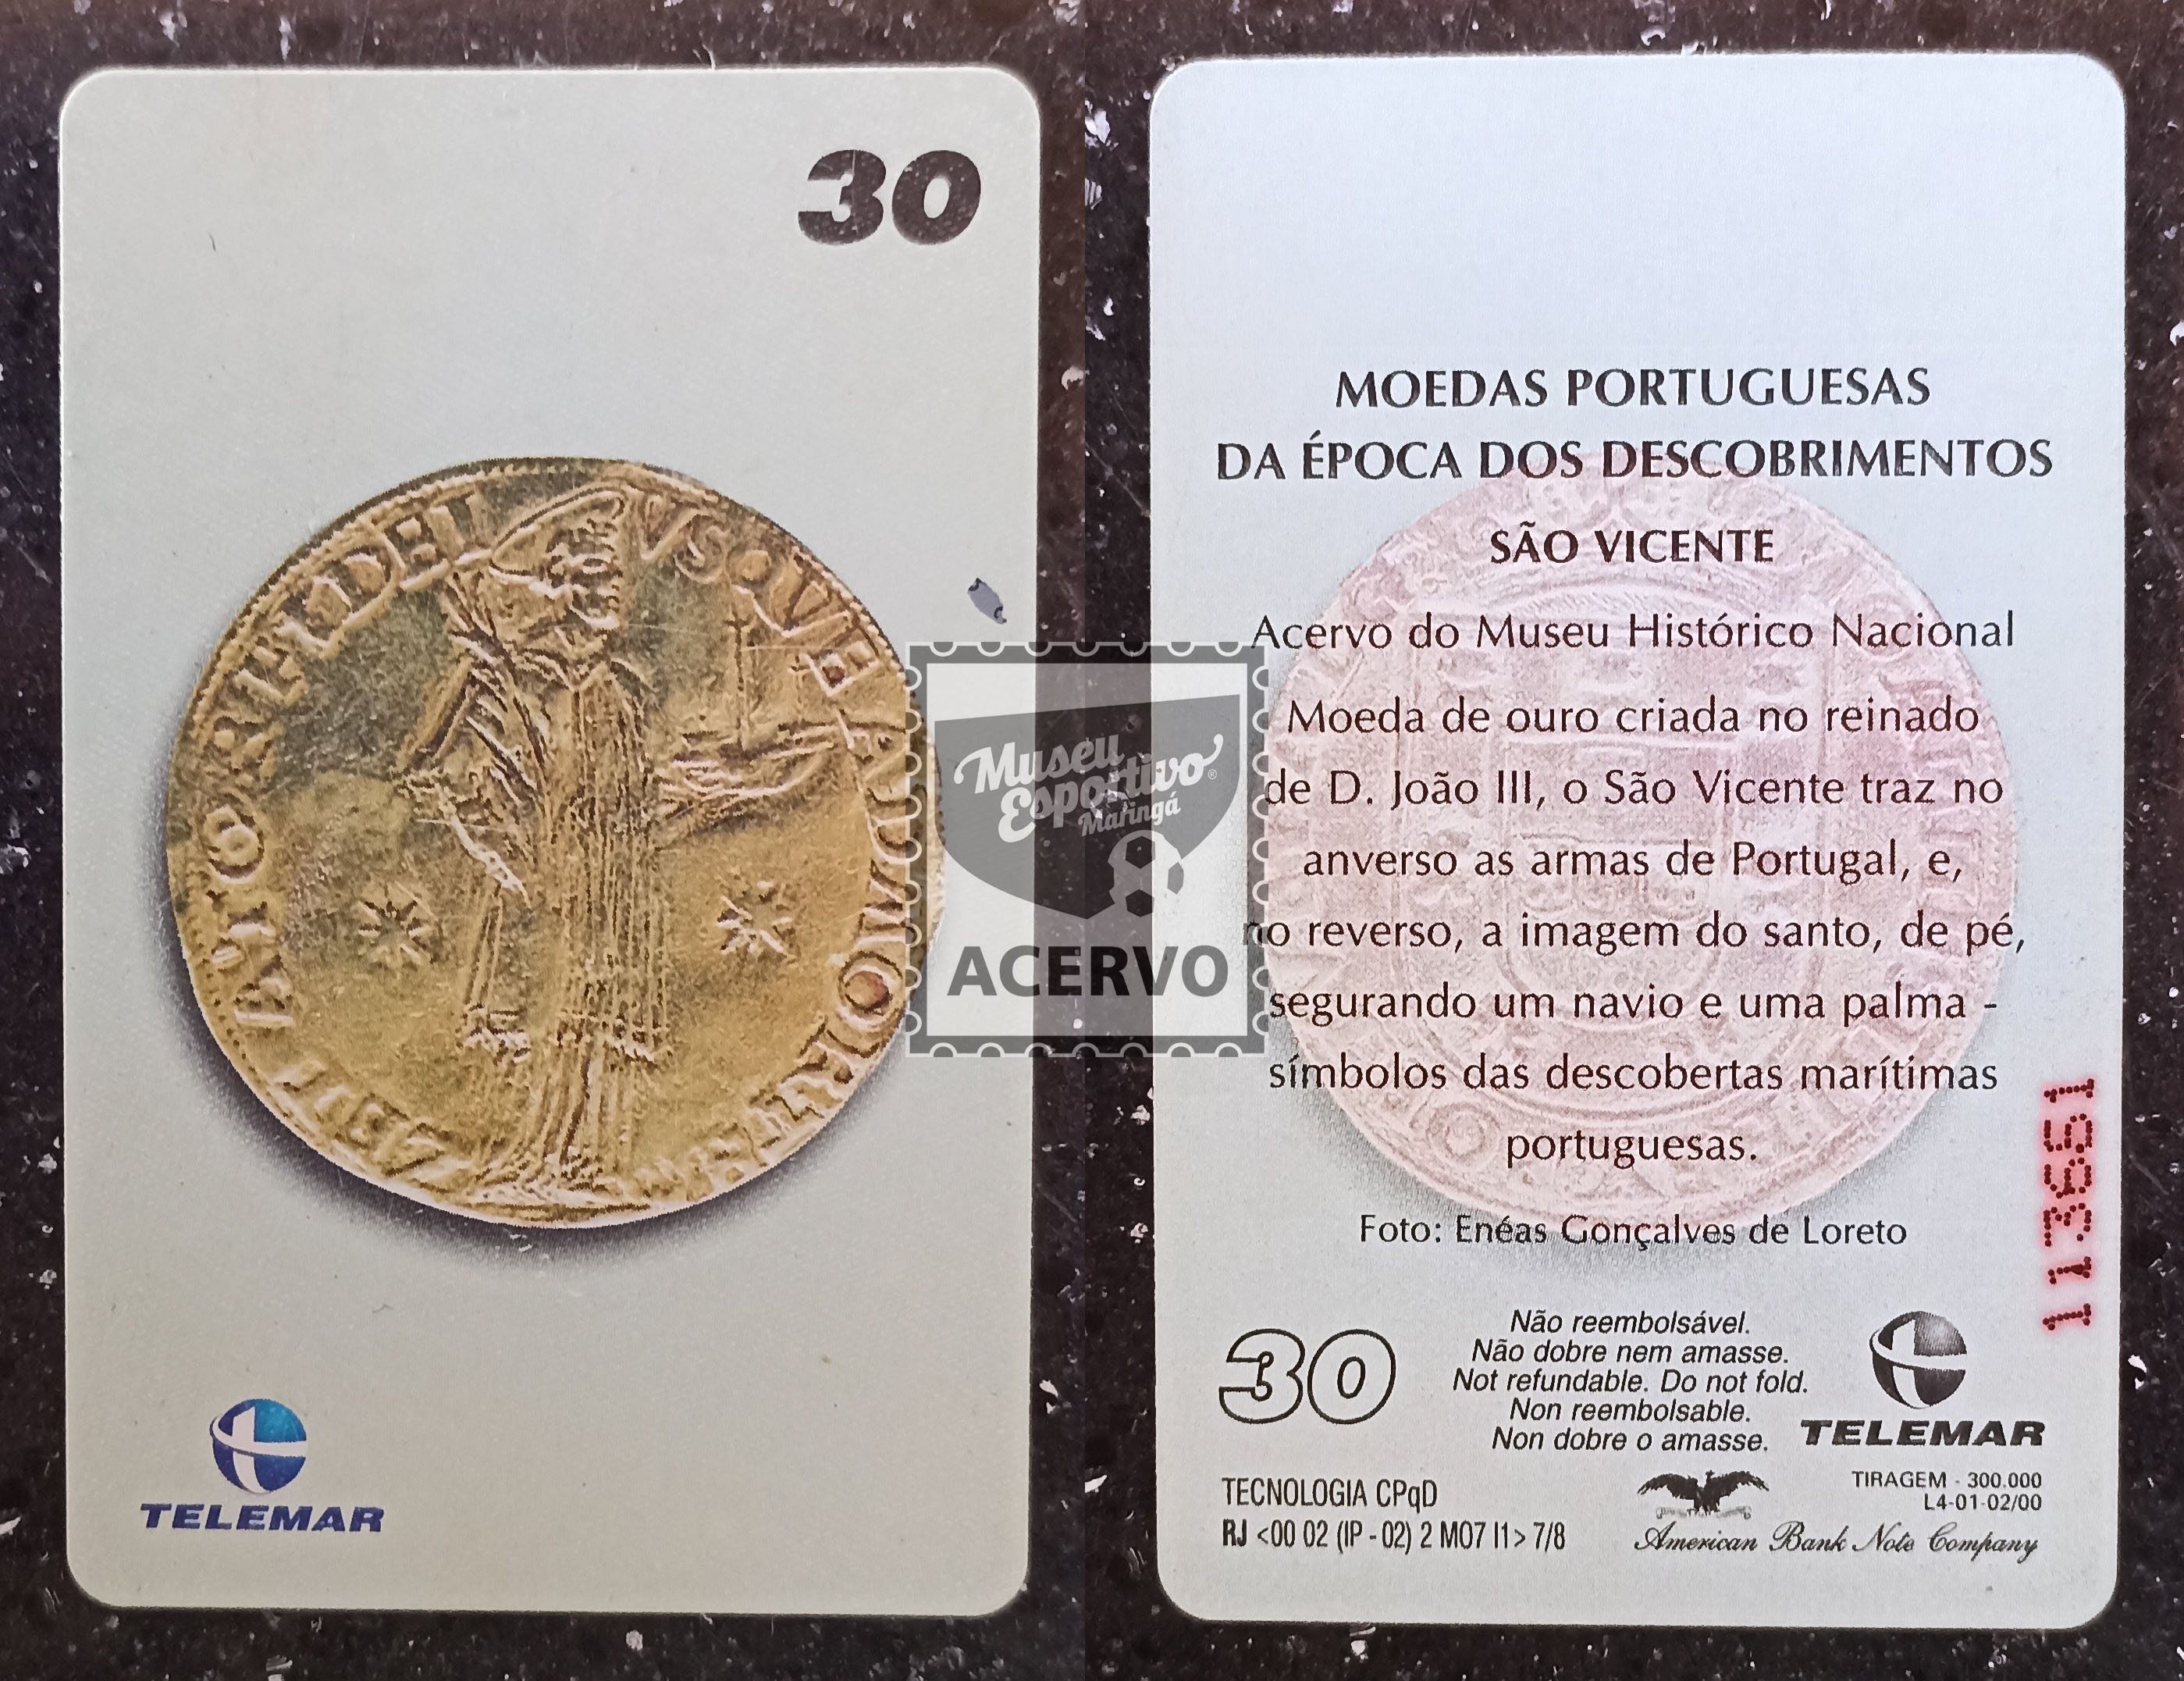 30
VSQVE AD MORTE
TELEMAR
Museu
Esportivo®
Maringá
ACERVO
MOEDAS PORTUGUESAS
DA ÉPOCA DOS DESCOBRIMENTOS
SÃO VICENTE
Acervo do Museu Histórico Nacional
Moeda de ouro criada no reinado
de D. João III, o São Vicente traz no
anverso as armas de Portugal, e,
no reverso, a imagem do santo, de pé,
segurando um navio e uma palma -
símbolos das descobertas marítimas
portuguesas.
Foto: Enéas Gonçalves de Loreto
113651
30
Não reembolsável.
Não dobre nem amasse.
Not refundable. Do not fold.
Non reembolsable.
Non dobre o amasse.
TELEMAR
TECNOLOGIA CPqD
RJ <00 02 (IP - 02) 2 MO7 I1> 7/8
TIRAGEM - 300.000
L4-01-02/00
American Bank Note Company